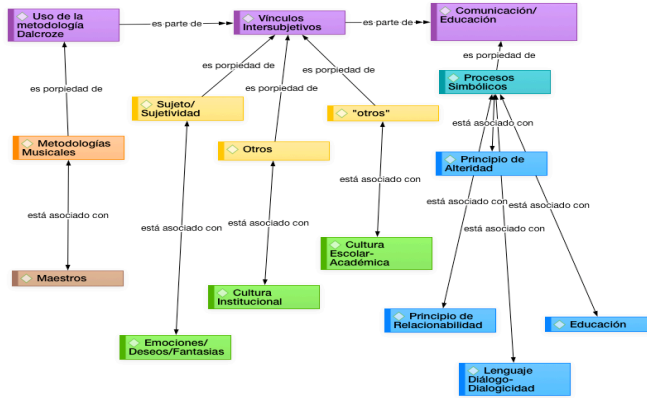 Uso de la
metodología
Dalcroze
es parte de
Vínculos
Intersubjetivos
es parte de
Comunicación/
Educación
es porpiedad de
es porpiedad de
es porpiedad de
es porpiedad de
es porpiedad de
Procesos
Simbólicos
Sujeto/
Sujetividad
"otros"
está asociado con
Metodologías
Musicales
Otros
Principio de
Alteridad
está asociado con
está asociado con
está asociado con
está asociado con
está asociado con
está asociado con
está asociado con
está asociado con
Cultura
Escolar-
Académica
Maestros
Cultura
Institucional
Principio de
Relacionabilidad
Educación
Emociones/
Deseos/Fantasias
Lenguaje
Diálogo-
Dialogicidad